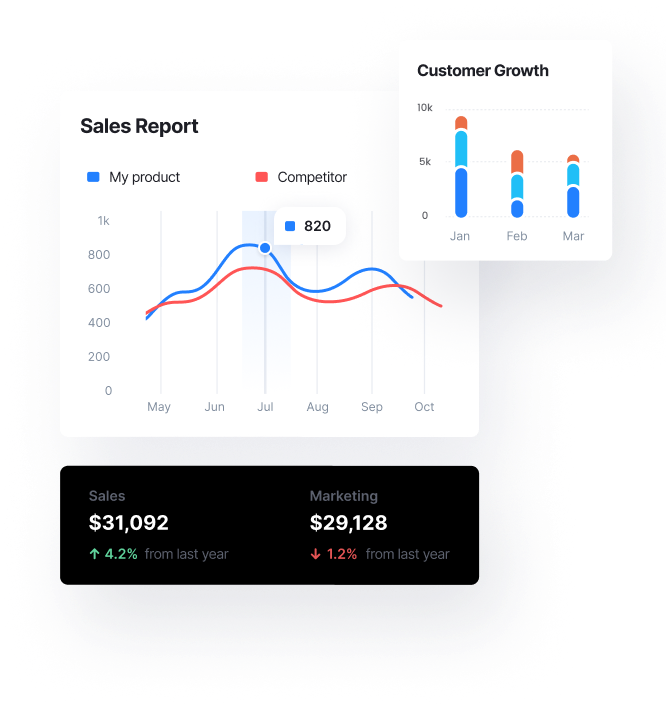 Customer Growth
10k
5k
0
Jan Feb Mar
Sales Report
My product Competitor
1k
820
800
600
400
200
0
May Jun Jul Aug Sep Oct
Sales Marketing
$31,092 $29,128
↑ 4.2% from last year ↓ 1.2% from last year